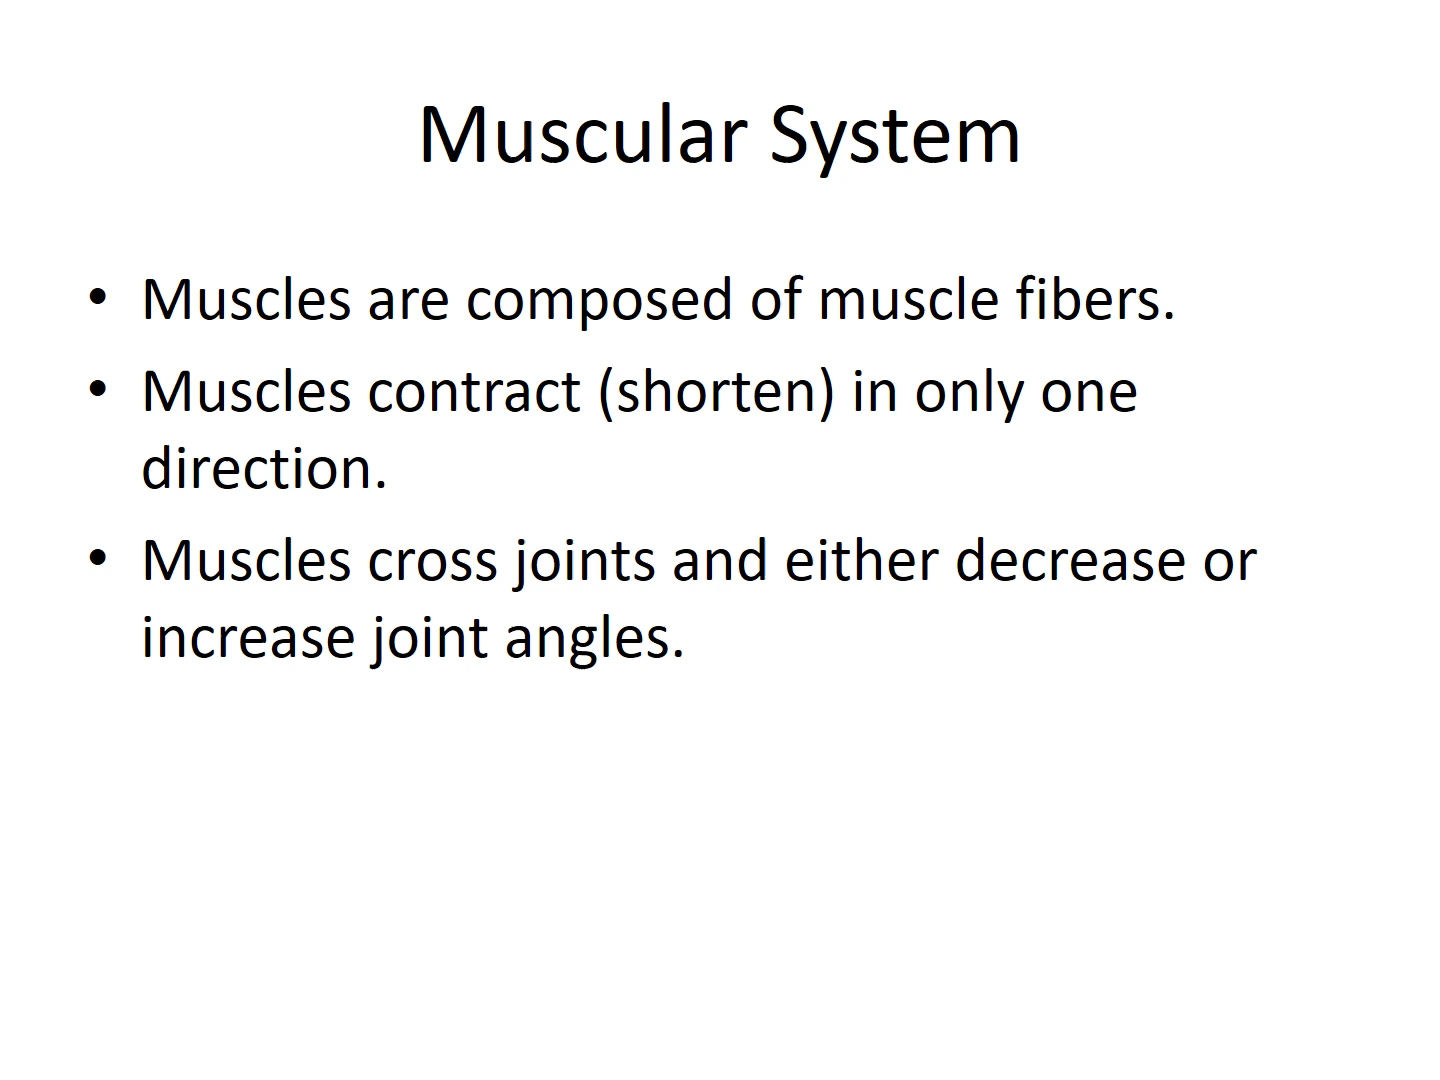 Muscular System
• Muscles are composed of muscle fibers.
• Muscles contract (shorten) in only one
direction.
• Muscles cross joints and either decrease or
increase joint angles.